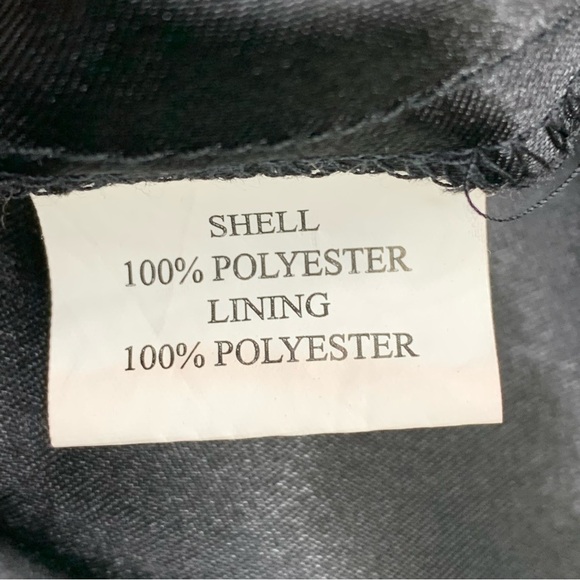 SHELL
100% POLYESTER
LINING
100% POLYESTER